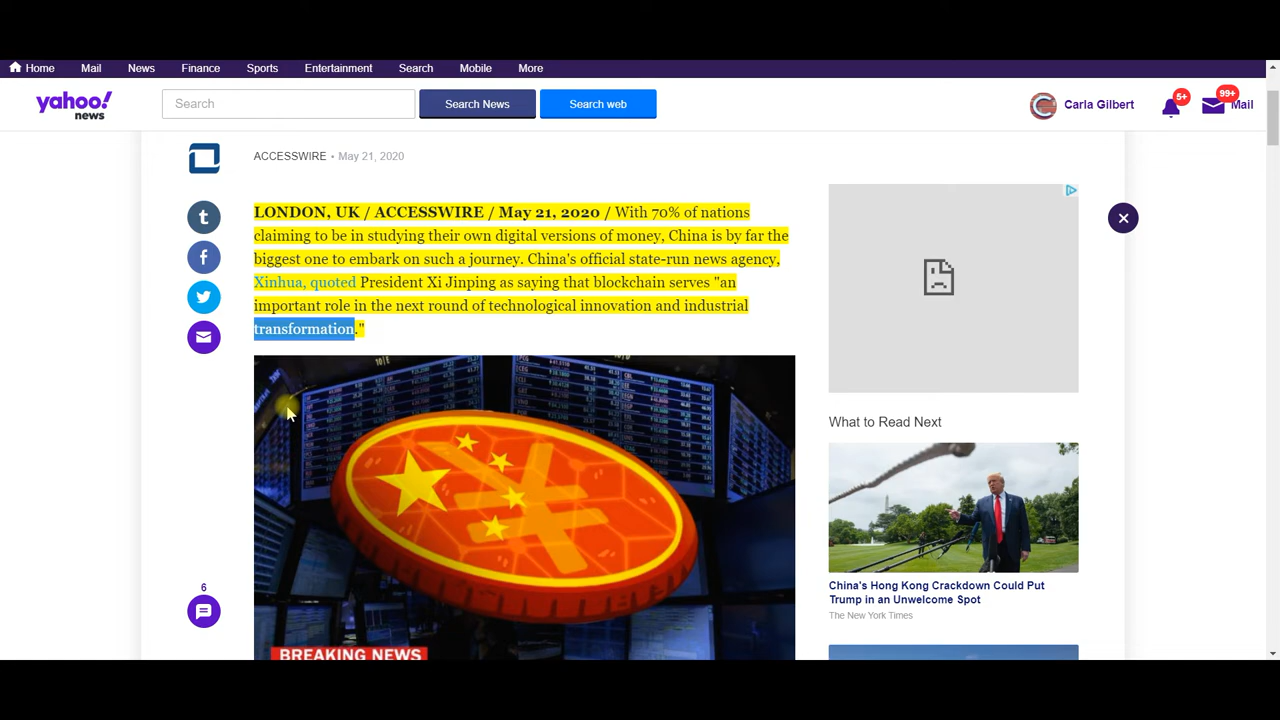 Home Mail News Finance Sports Entertainment Search Mobile More
yahoo!
news
Search
Search News
Search web
Carla Gilbert
5+
99+
Mail
ACCESSWIRE • May 21, 2020
LONDON, UK / ACCESSWIRE / May 21, 2020 / With 70% of nations
claiming to be in studying their own digital versions of money, China is by far the
biggest one to embark on such a journey. China's official state-run news agency,
Xinhua, quoted President Xi Jinping as saying that blockchain serves "an
important role in the next round of technological innovation and industrial
transformation."
6
BREAKING NEWS
What to Read Next
China's Hong Kong Crackdown Could Put
Trump in an Unwelcome Spot
The New York Times